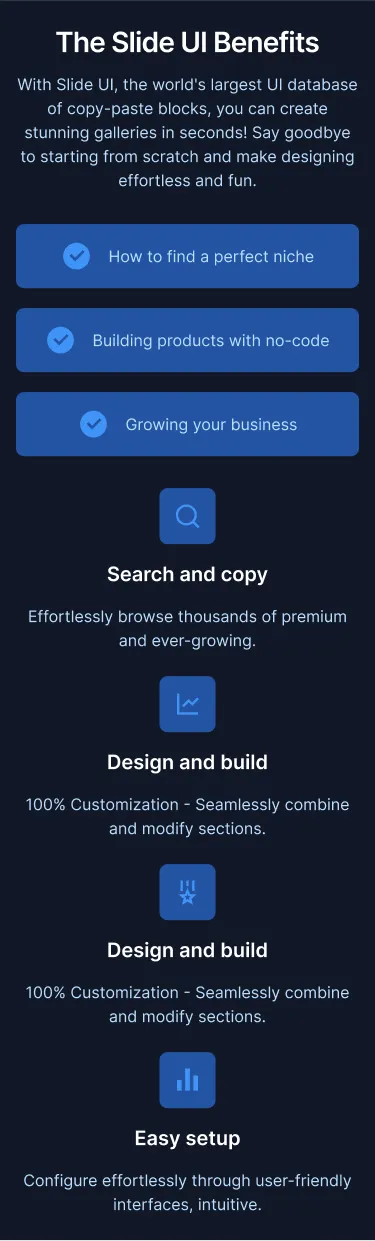 The Slide UI Benefits
With Slide UI, the world's largest UI database
of copy-paste blocks, you can create
stunning galleries in seconds! Say goodbye
to starting from scratch and make designing
effortless and fun.
How to find a perfect niche
Building products with no-code
Growing your business
Search and copy
Effortlessly browse thousands of premium
and ever-growing.
Design and build
100% Customization - Seamlessly combine
and modify sections.
Design and build
100% Customization - Seamlessly combine
and modify sections.
Easy setup
Configure effortlessly through user-friendly
interfaces, intuitive.